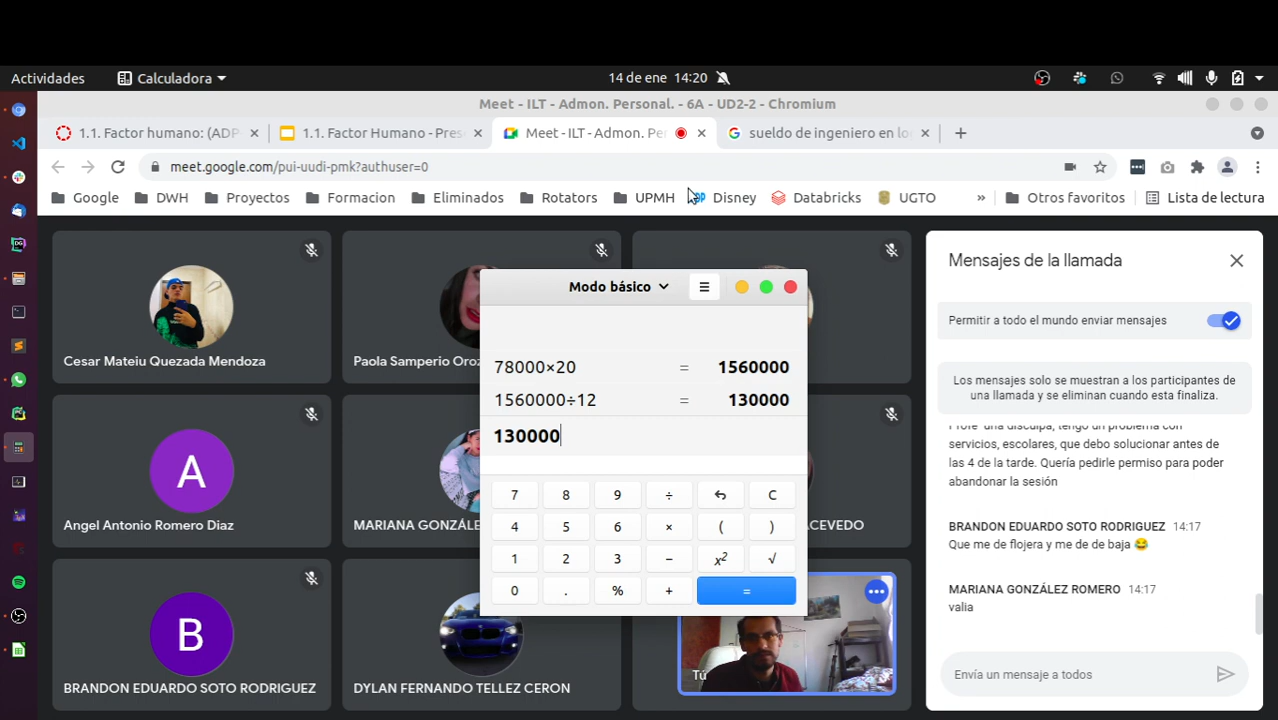 Actividades
Calculadora
14 de ene 14:20
Meet - ILT - Admon. Personal. - 6A - UD2-2 - Chromium
1.1. Factor humano: (ADP-
1.1. Factor Humano - Pres
Meet - ILT - Admon. Per
sueldo de ingeniero en lo
meet.google.com/pui-uudi-pmk?authuser=0
Google
DWH
Proyectos
Formacion
Eliminados
Rotators
UPMH
Disney
Databricks
UGTO
»
Otros favoritos
Lista de lectura
Cesar Mateiu Quezada Mendoza
Paola Samperio Oroz
Angel Antonio Romero Diaz
MARIANA GONZÁLE
ACEVEDO
BRANDON EDUARDO SOTO RODRIGUEZ
DYLAN FERNANDO TELLEZ CERON
Tú
A
B
Modo básico
78000×20 = 1560000
1560000÷12 = 130000
130000
7 8 9 ÷ C
4 5 6 × ( )
1 2 3 − x² √
0 . % + =
Mensajes de la llamada
Permitir a todo el mundo enviar mensajes
Los mensajes solo se muestran a los participantes de
una llamada y se eliminan cuando esta finaliza.
Profe una disculpa, tengo un problema con
servicios, escolares, que debo solucionar antes de
las 4 de la tarde. Quería pedirle permiso para poder
abandonar la sesión
BRANDON EDUARDO SOTO RODRIGUEZ 14:17
Que me de flojera y me de de baja 😂
MARIANA GONZÁLEZ ROMERO 14:17
valia
Envía un mensaje a todos